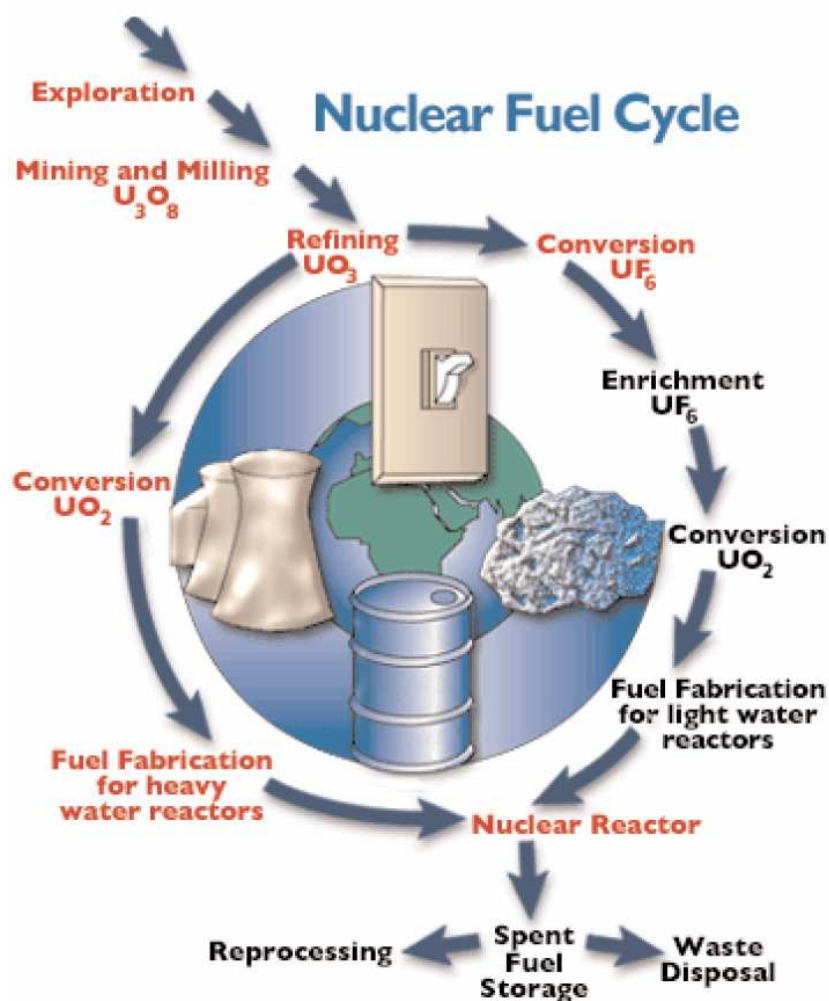 Nuclear Fuel Cycle
Exploration
Mining and Milling
U₃O₈
Refining
UO₃
Conversion
UF₆
Enrichment
UF₆
Conversion
UO₂
Fuel Fabrication
for light water
reactors
Conversion
UO₂
Fuel Fabrication
for heavy
water reactors
Nuclear Reactor
Spent
Fuel
Storage
Reprocessing
Waste
Disposal